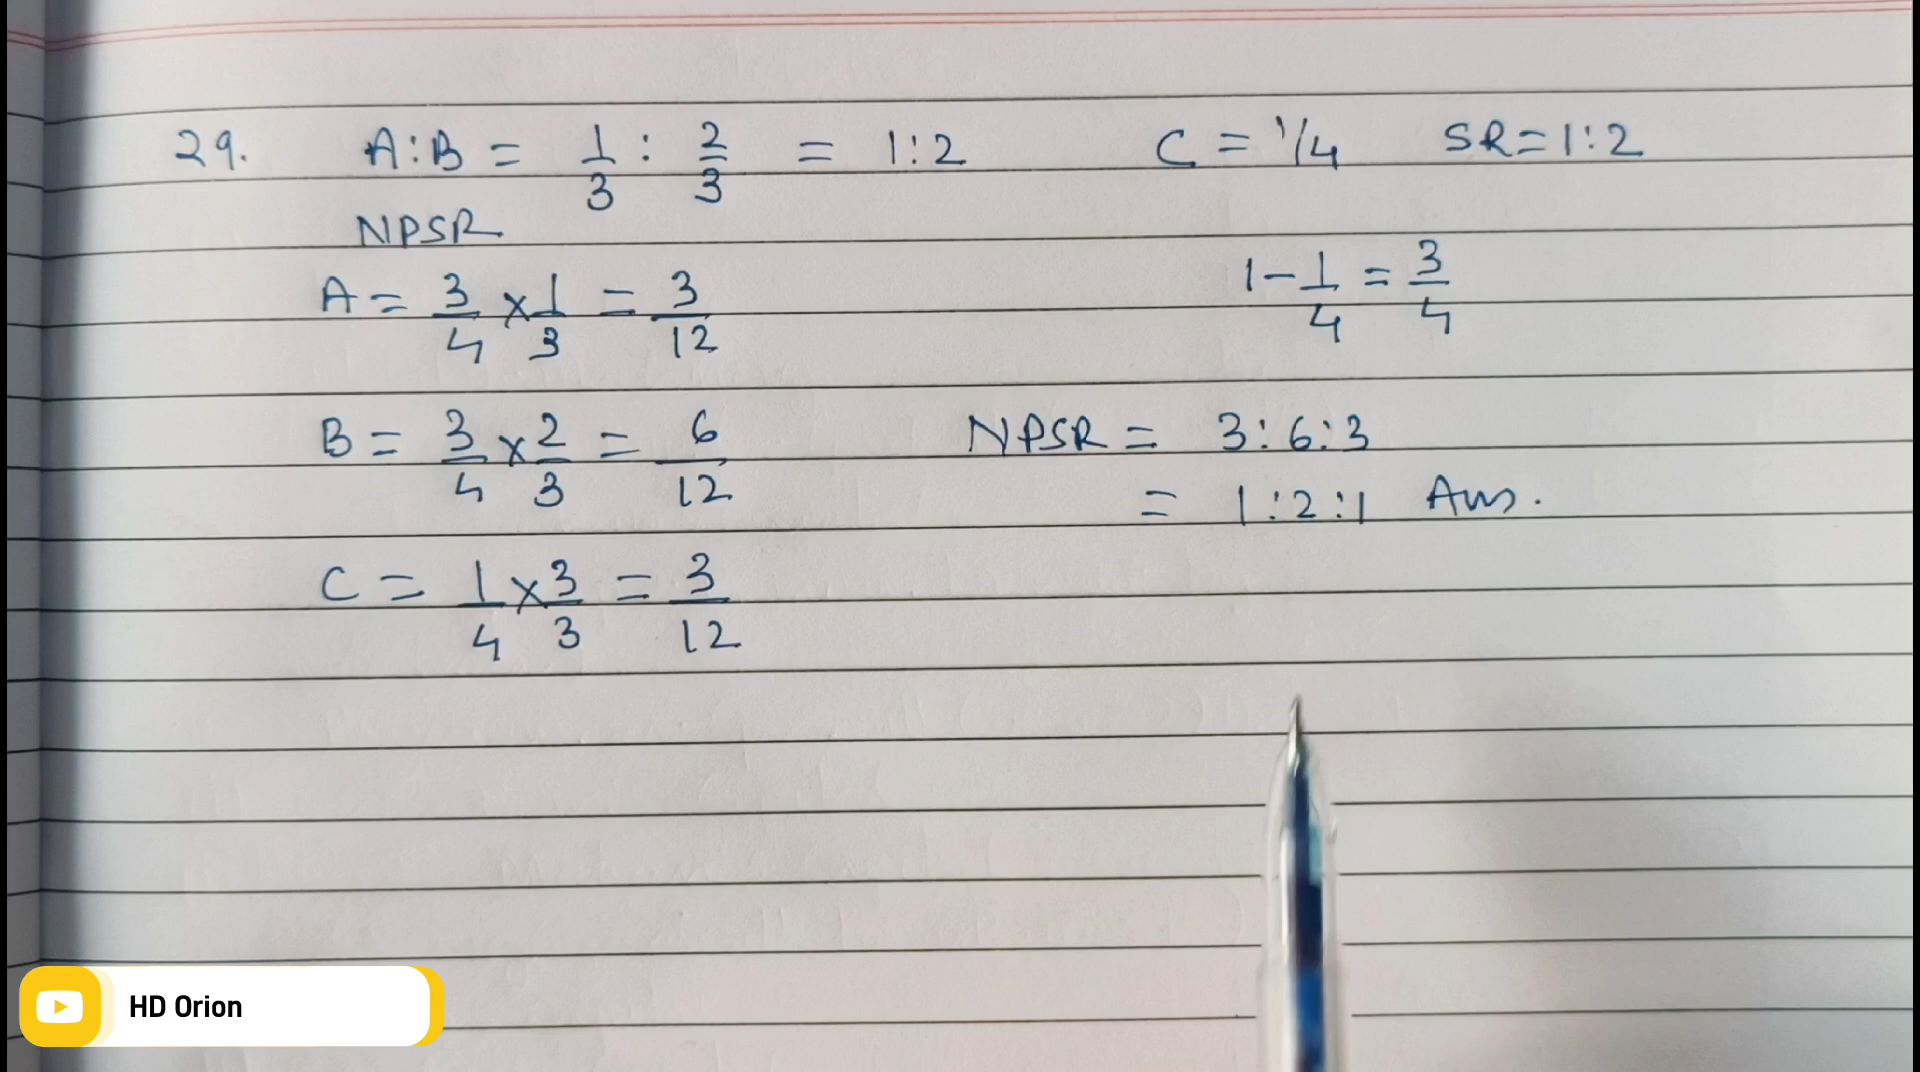 29. A:B = 1/3 : 2/3 = 1:2 C = 1/4 SR=1:2
NPSR
A = 3/4 × 1/3 = 3/12 1 - 1/4 = 3/4
B = 3/4 × 2/3 = 6/12 NPSR = 3:6:3
= 1:2:1 Ans.
C = 1/4 × 3/3 = 3/12
HD Orion